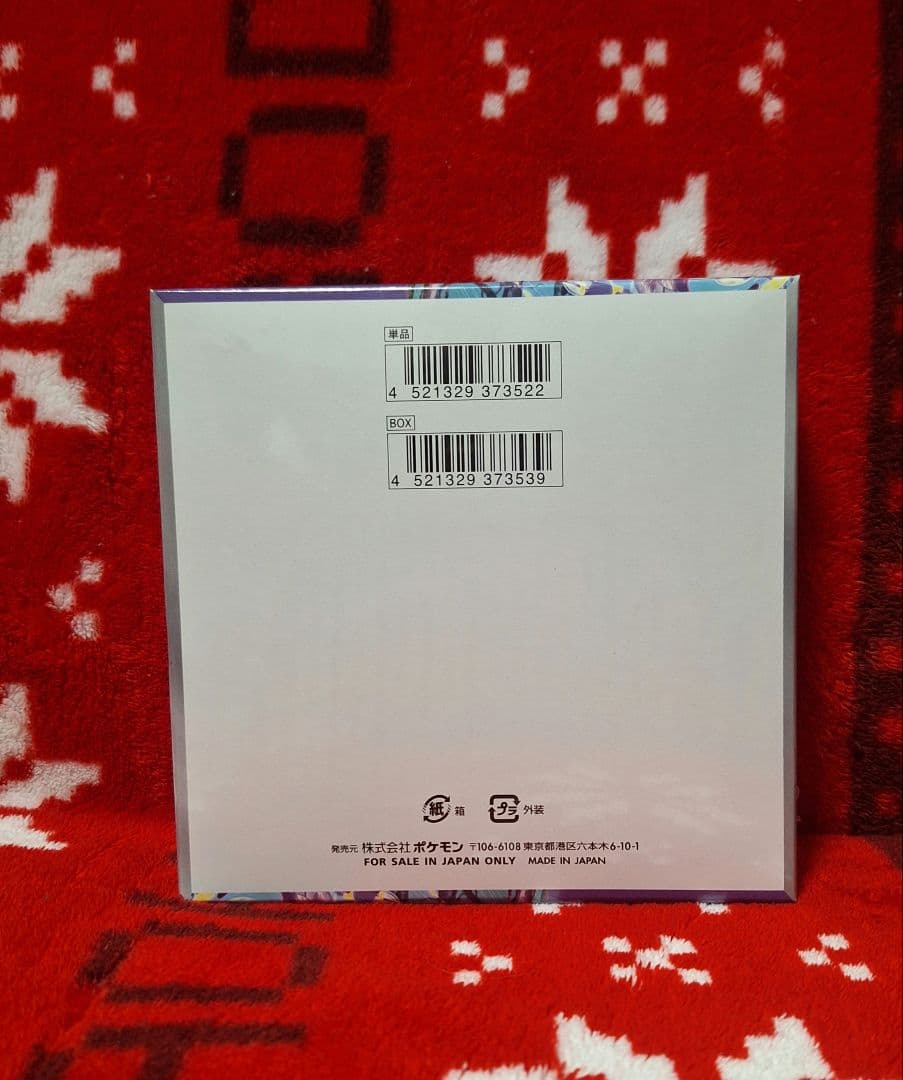 単品
4 521329 373522
BOX
4 521329 373539
紙 箱 プラ 外装
発売元 株式会社 ポケモン 〒106-6108 東京都港区六本木6-10-1
FOR SALE IN JAPAN ONLY MADE IN JAPAN